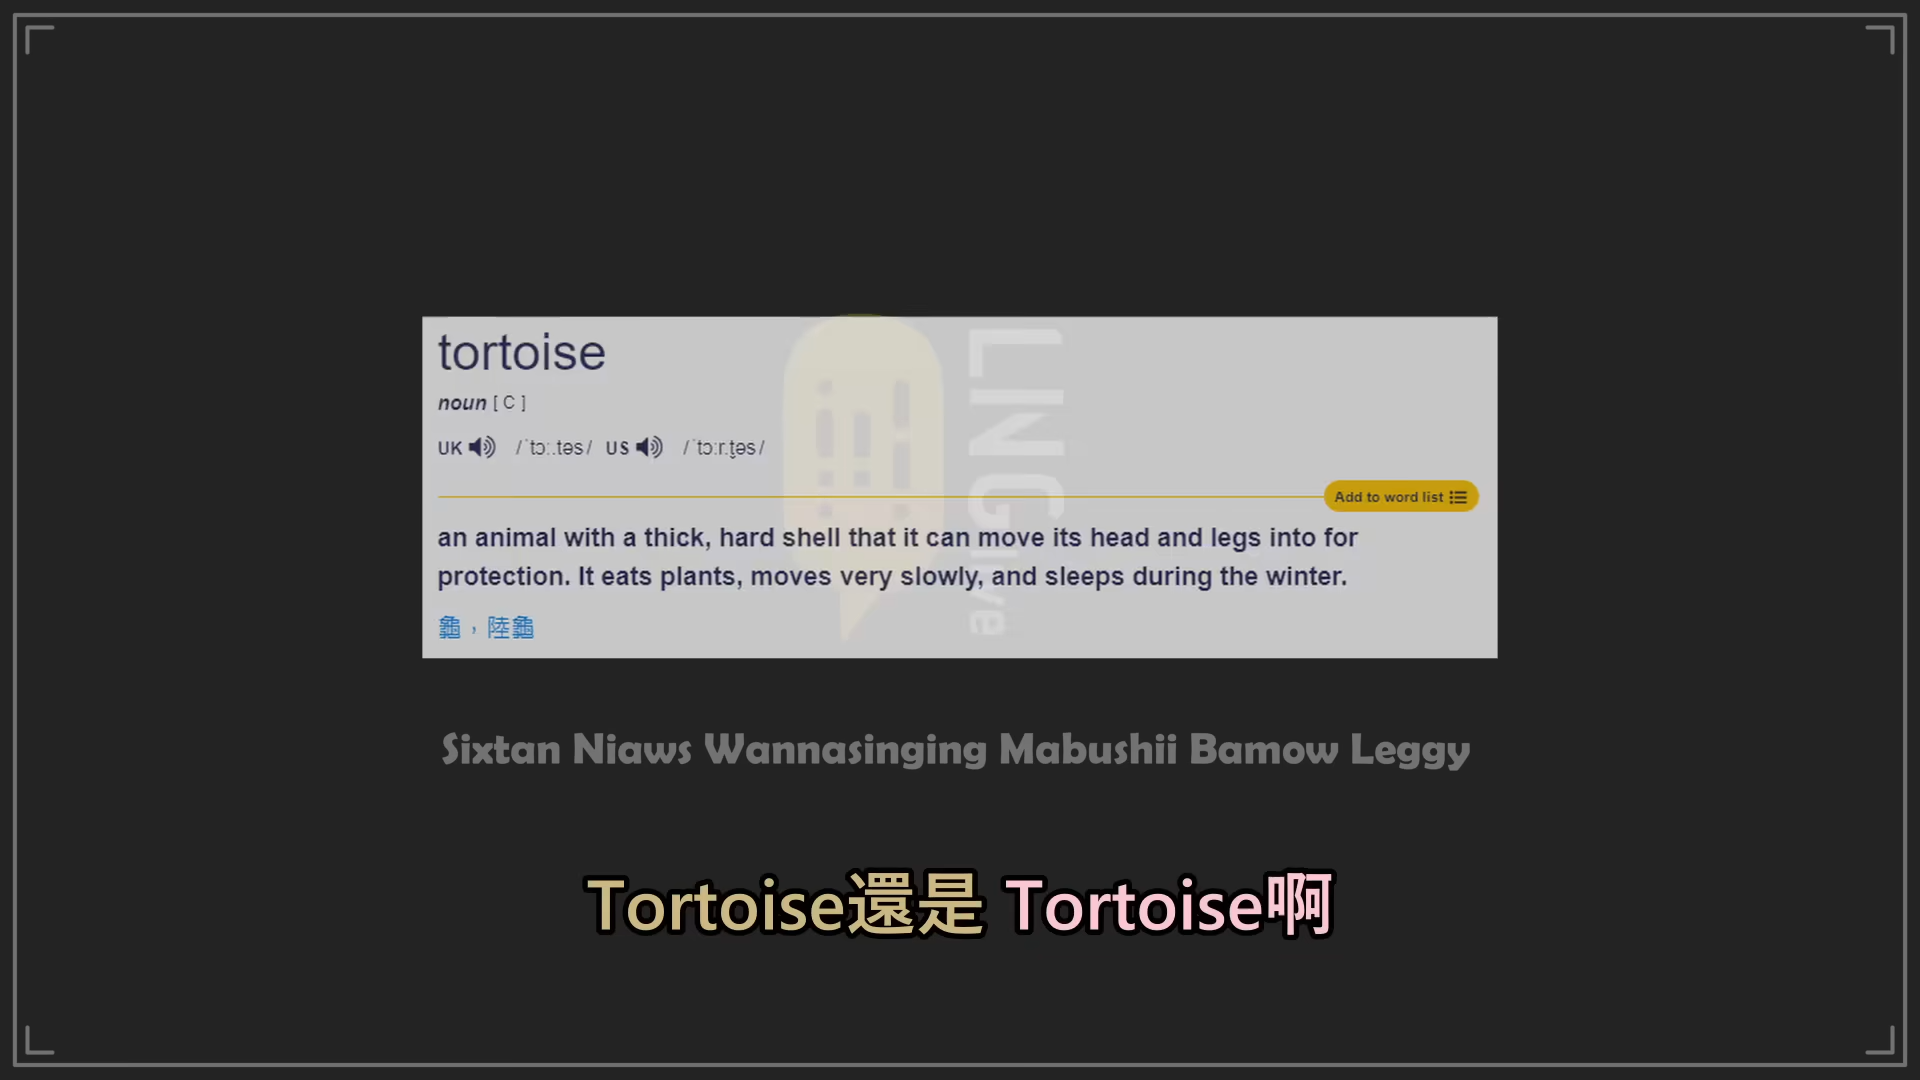 tortoise
noun [ C ]
UK /ˈtɔː.təs/ US /ˈtɔːr.t̬əs/
Add to word list
an animal with a thick, hard shell that it can move its head and legs into for
protection. It eats plants, moves very slowly, and sleeps during the winter.
龜，陸龜
LINGlive
Sixtan Niaws Wannasinging Mabushii Bamow Leggy
Tortoise還是 Tortoise啊